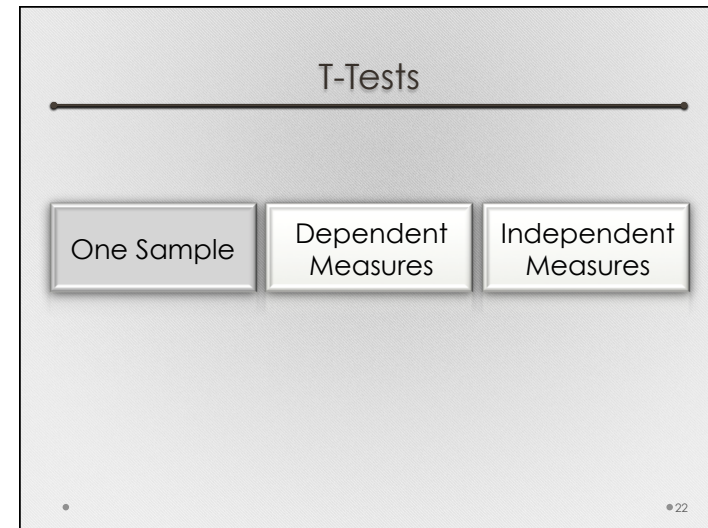 T-Tests
One Sample
Dependent
Measures
Independent
Measures
22